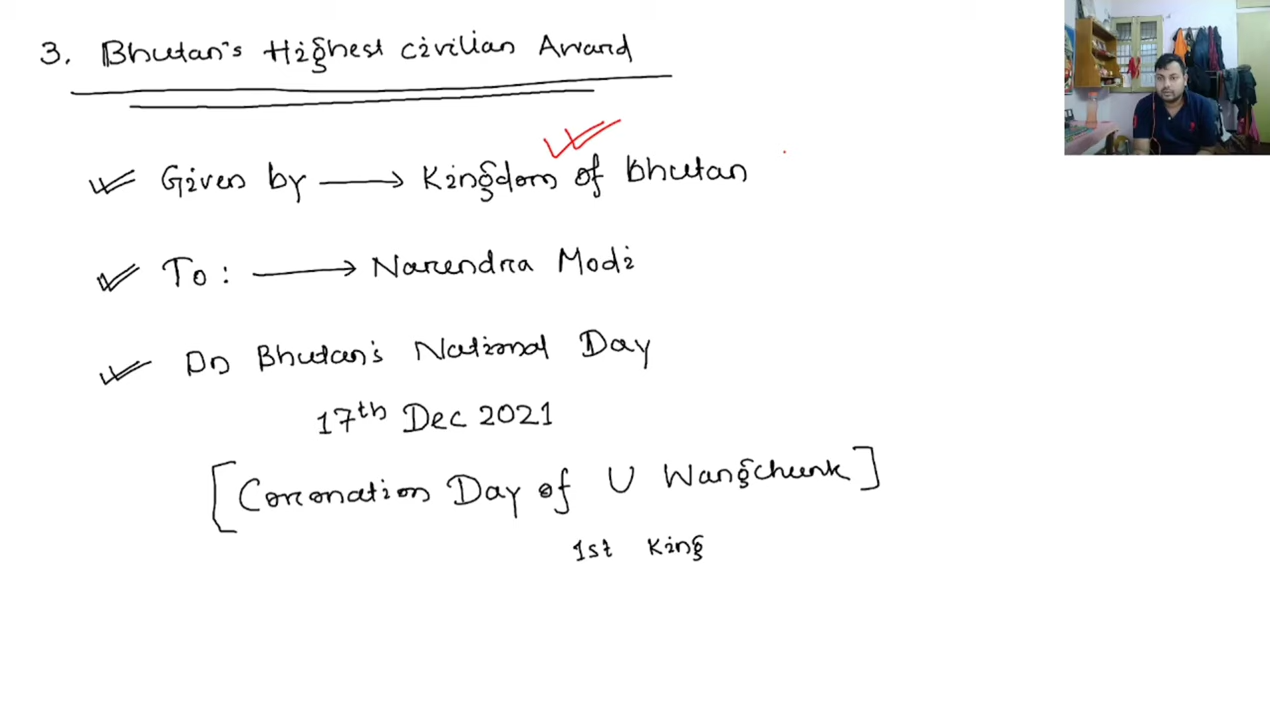 3. Bhutan's Highest Civilian Award
Given by → Kingdom of Bhutan
To: → Narendra Modi
On Bhutan's National Day
17th Dec 2021
[Coronation Day of U Wangchunk]
1st King